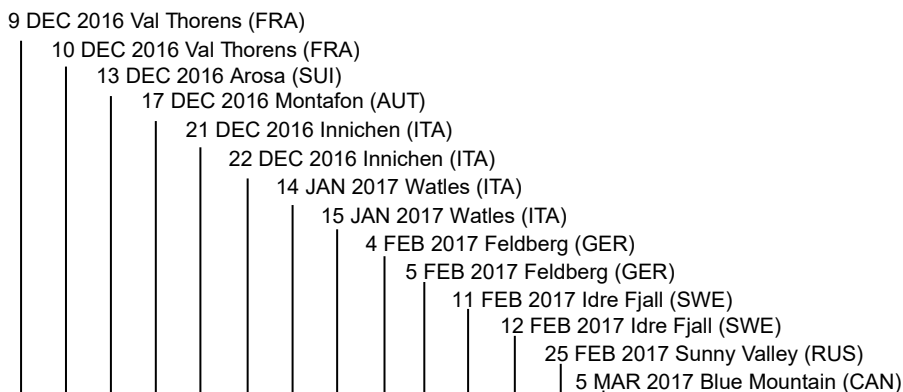 9 DEC 2016 Val Thorens (FRA)
10 DEC 2016 Val Thorens (FRA)
13 DEC 2016 Arosa (SUI)
17 DEC 2016 Montafon (AUT)
21 DEC 2016 Innichen (ITA)
22 DEC 2016 Innichen (ITA)
14 JAN 2017 Watles (ITA)
15 JAN 2017 Watles (ITA)
4 FEB 2017 Feldberg (GER)
5 FEB 2017 Feldberg (GER)
11 FEB 2017 Idre Fjall (SWE)
12 FEB 2017 Idre Fjall (SWE)
25 FEB 2017 Sunny Valley (RUS)
5 MAR 2017 Blue Mountain (CAN)